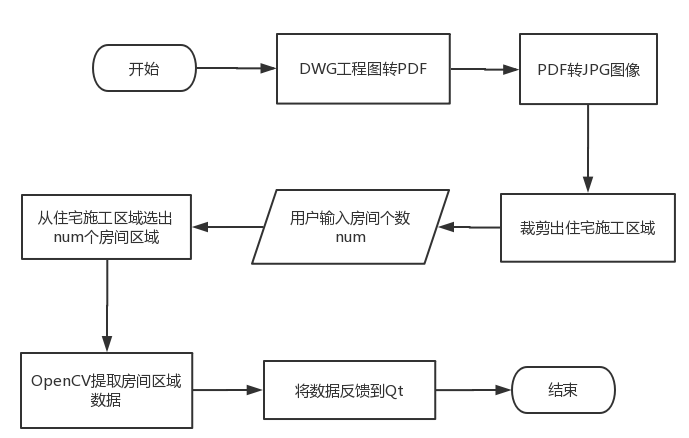 开始
DWG工程图转PDF
PDF转JPG图像
裁剪出住宅施工区域
用户输入房间个数
num
从住宅施工区域选出
num个房间区域
OpenCV提取房间区域
数据
将数据反馈到Qt
结束